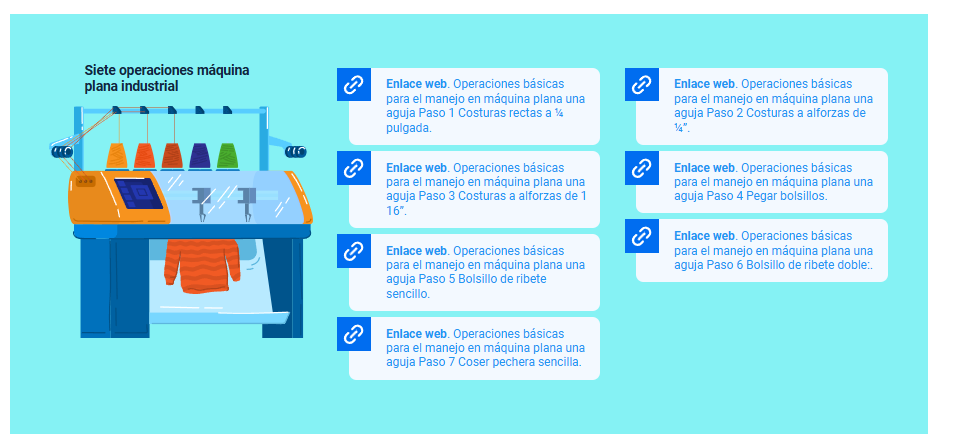 Siete operaciones máquina
plana industrial
Enlace web. Operaciones básicas
para el manejo en máquina plana una
aguja Paso 1 Costuras rectas a ¼
pulgada.
Enlace web. Operaciones básicas
para el manejo en máquina plana una
aguja Paso 2 Costuras a alforzas de
¼”.
Enlace web. Operaciones básicas
para el manejo en máquina plana una
aguja Paso 3 Costuras a alforzas de 1
16”.
Enlace web. Operaciones básicas
para el manejo en máquina plana una
aguja Paso 4 Pegar bolsillos.
Enlace web. Operaciones básicas
para el manejo en máquina plana una
aguja Paso 5 Bolsillo de ribete
sencillo.
Enlace web. Operaciones básicas
para el manejo en máquina plana una
aguja Paso 6 Bolsillo de ribete doble:.
Enlace web. Operaciones básicas
para el manejo en máquina plana una
aguja Paso 7 Coser pechera sencilla.